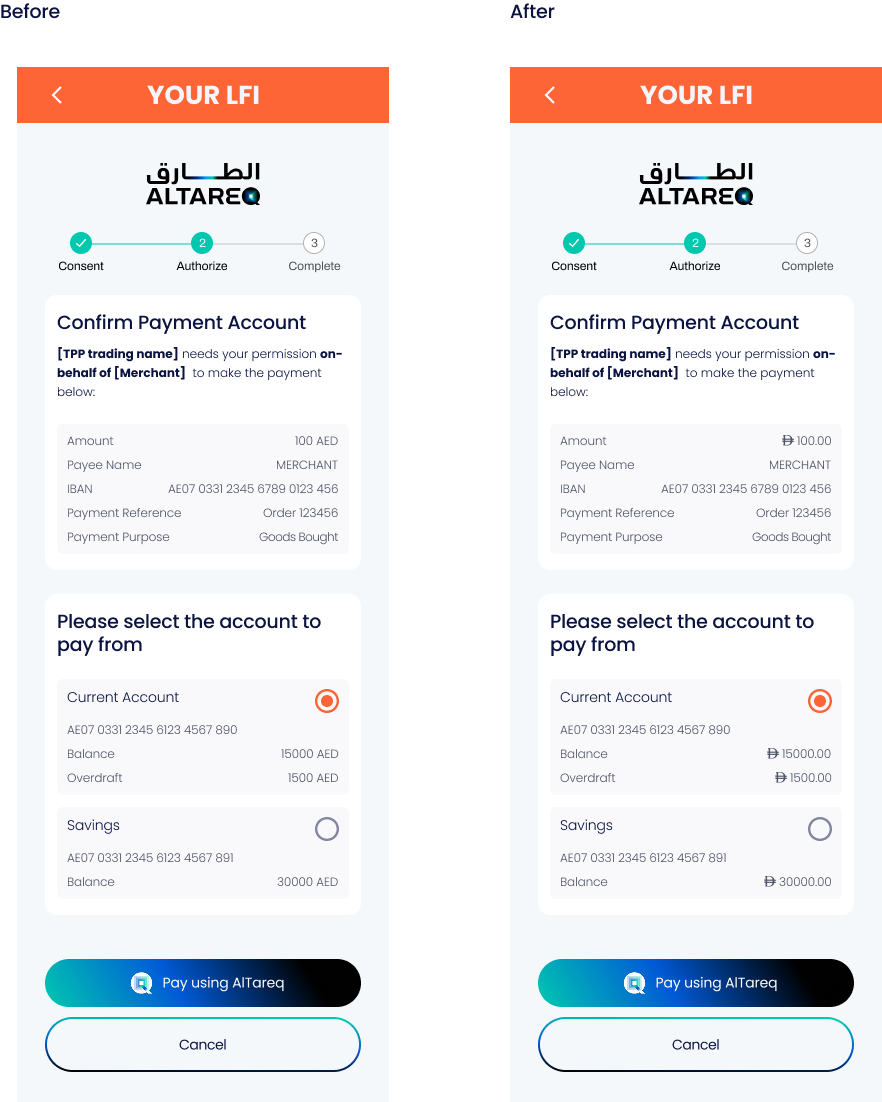 Before
After
YOUR LFI
الطـــارق
ALTAREQ
2
3
Consent
Authorize
Complete
Confirm Payment Account
[TPP trading name] needs your permission on-
behalf of [Merchant] to make the payment
below:
Amount 100 AED
Payee Name MERCHANT
IBAN AE07 0331 2345 6789 0123 456
Payment Reference Order 123456
Payment Purpose Goods Bought
Please select the account to
pay from
Current Account
AE07 0331 2345 6123 4567 890
Balance 15000 AED
Overdraft 1500 AED
Savings
AE07 0331 2345 6123 4567 891
Balance 30000 AED
Pay using AlTareq
Cancel
YOUR LFI
الطـــارق
ALTAREQ
2
3
Consent
Authorize
Complete
Confirm Payment Account
[TPP trading name] needs your permission on-
behalf of [Merchant] to make the payment
below:
Amount 100.00
Payee Name MERCHANT
IBAN AE07 0331 2345 6789 0123 456
Payment Reference Order 123456
Payment Purpose Goods Bought
Please select the account to
pay from
Current Account
AE07 0331 2345 6123 4567 890
Balance 15000.00
Overdraft 1500.00
Savings
AE07 0331 2345 6123 4567 891
Balance 30000.00
Pay using AlTareq
Cancel